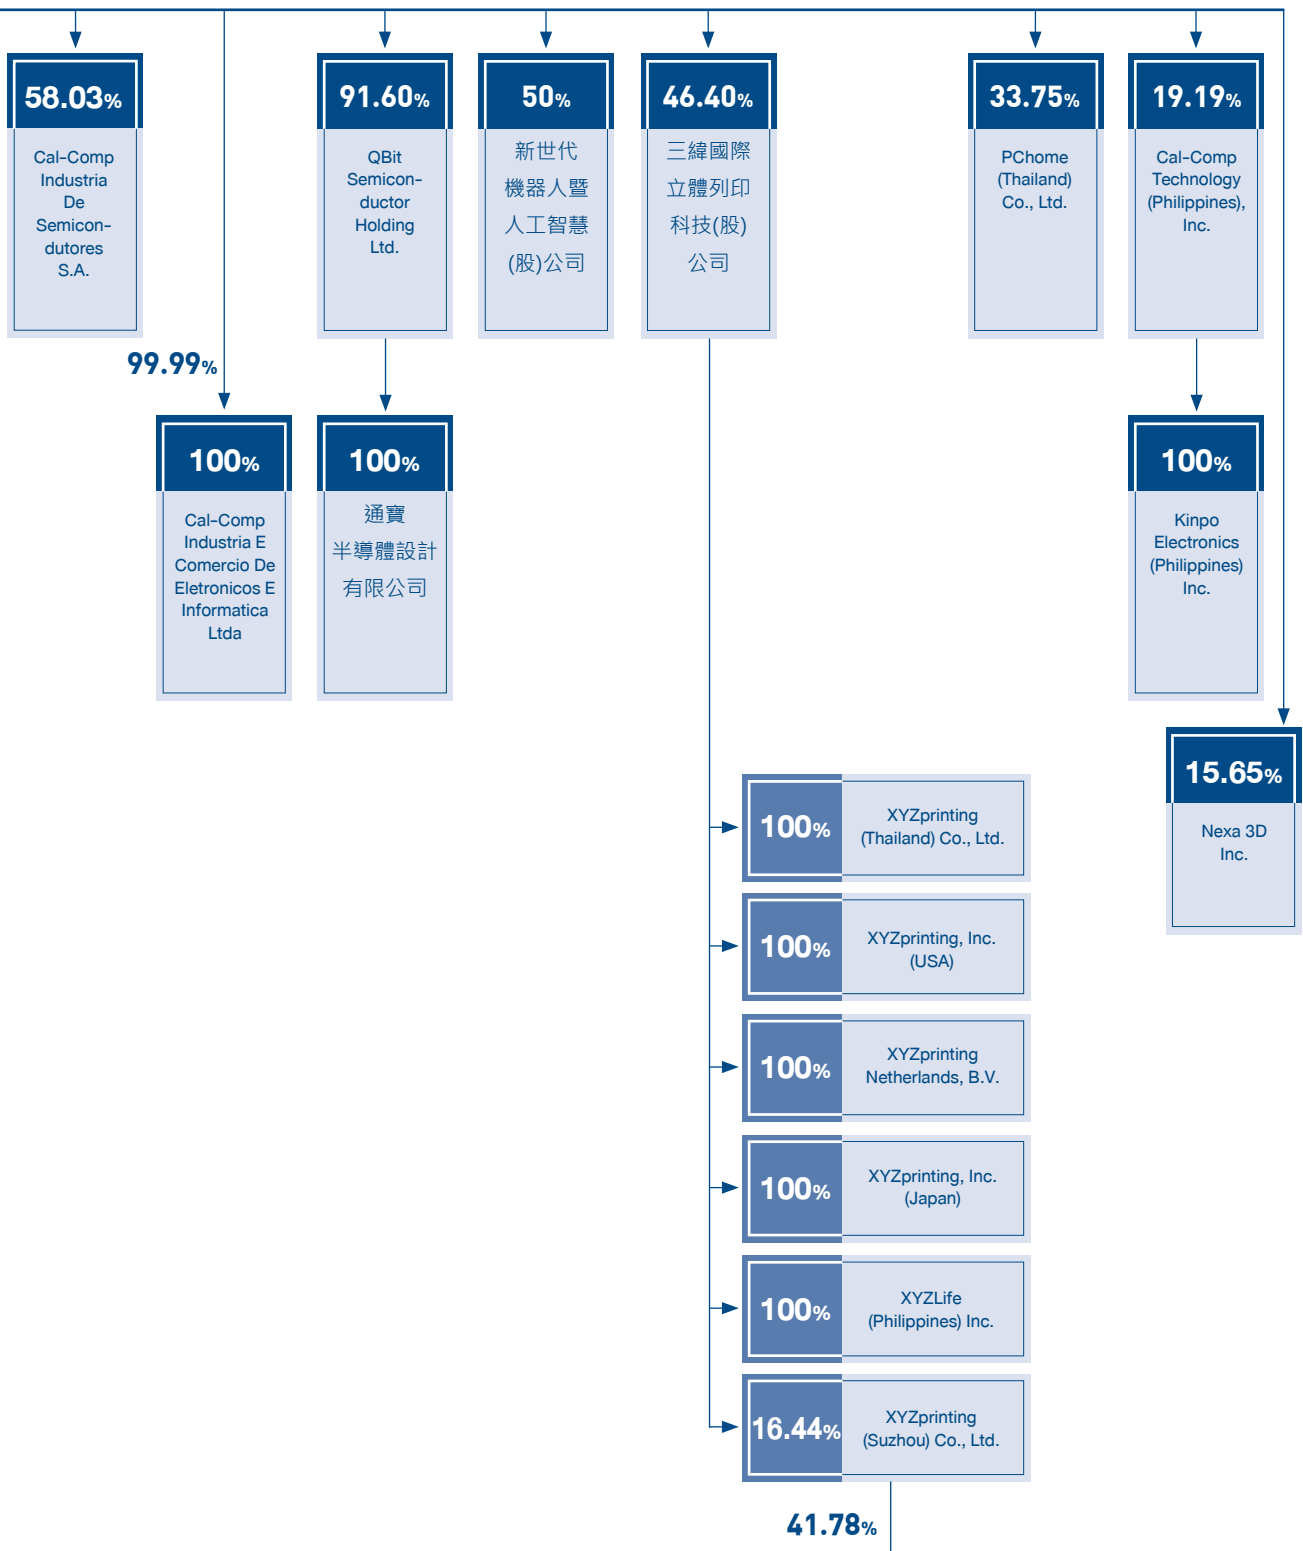 58.03%
Cal-Comp
Industria
De
Semicon-
dutores
S.A.
91.60%
QBit
Semicon-
ductor
Holding
Ltd.
50%
新世代
機器人暨
人工智慧
(股)公司
46.40%
三緯國際
立體列印
科技(股)
公司
33.75%
PChome
(Thailand)
Co., Ltd.
19.19%
Cal-Comp
Technology
(Philippines),
Inc.
99.99%
100%
Cal-Comp
Industria E
Comercio De
Eletronicos E
Informatica
Ltda
100%
通寶
半導體設計
有限公司
100%
Kinpo
Electronics
(Philippines)
Inc.
15.65%
Nexa 3D
Inc.
100%
XYZprinting
(Thailand) Co., Ltd.
100%
XYZprinting, Inc.
(USA)
100%
XYZprinting
Netherlands, B.V.
100%
XYZprinting, Inc.
(Japan)
100%
XYZLife
(Philippines) Inc.
16.44%
XYZprinting
(Suzhou) Co., Ltd.
41.78%